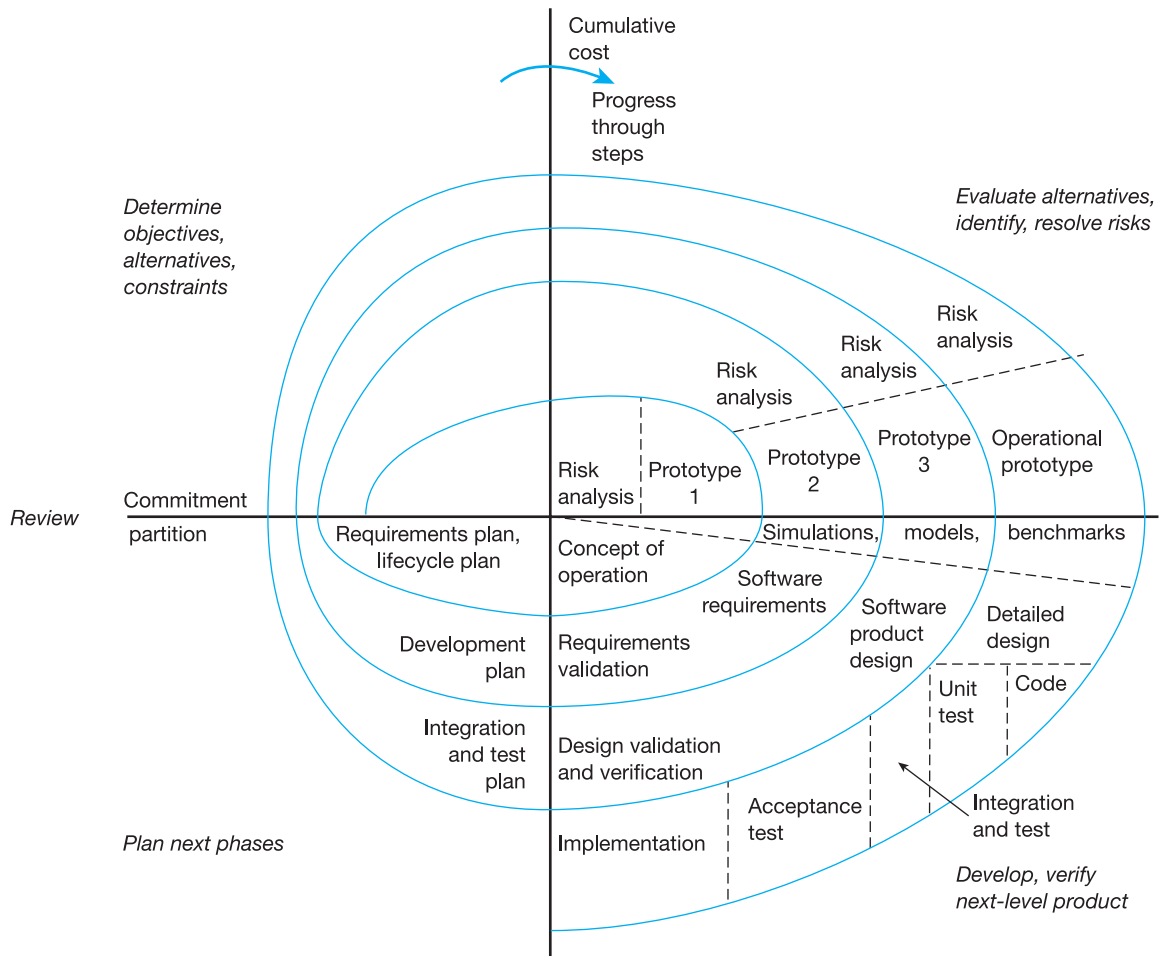 Cumulative
cost
Progress
through
steps
Determine
objectives,
alternatives,
constraints
Evaluate alternatives,
identify, resolve risks
Risk
analysis
Risk
analysis
Risk
analysis
Risk
analysis
Prototype
1
Prototype
2
Prototype
3
Operational
prototype
Review
Commitment
partition
Requirements plan,
lifecycle plan
Concept of
operation
Simulations,
models,
benchmarks
Software
requirements
Software
product
design
Detailed
design
Development
plan
Requirements
validation
Unit
test
Code
Integration
and test
plan
Design validation
and verification
Acceptance
test
Integration
and test
Implementation
Plan next phases
Develop, verify
next-level product